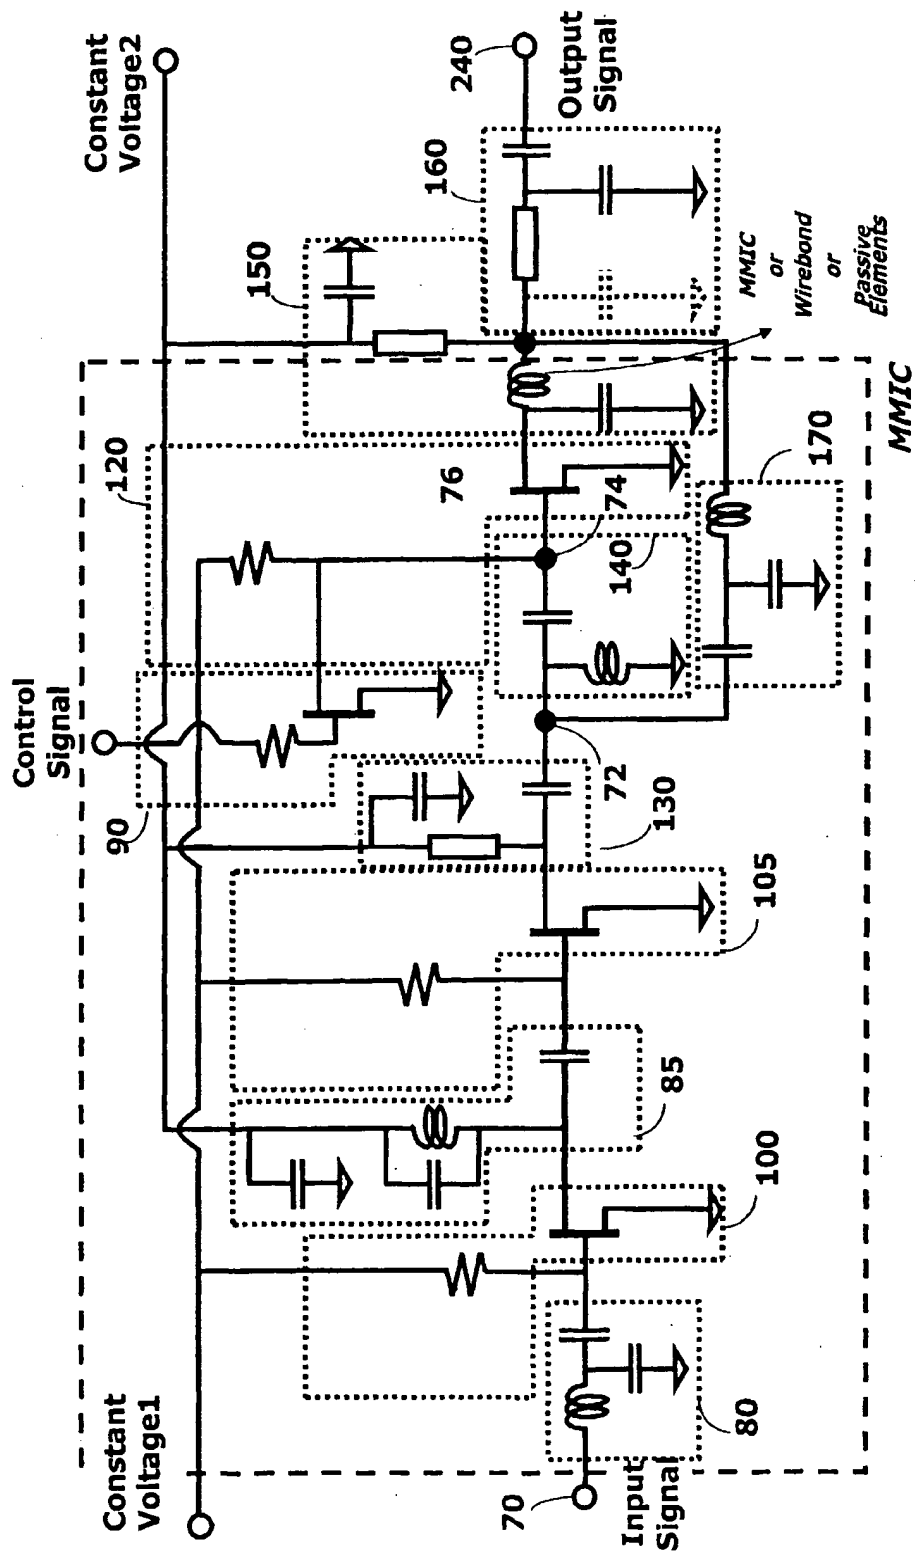 Constant
Voltage1
Constant
Voltage2
Control
Signal
90
120
150
160
240
Output
Signal
76
74
140
72
130
105
85
100
80
70
Input
Signal
170
MMIC
or
Wirebond
or
Passive
Elements
MMIC